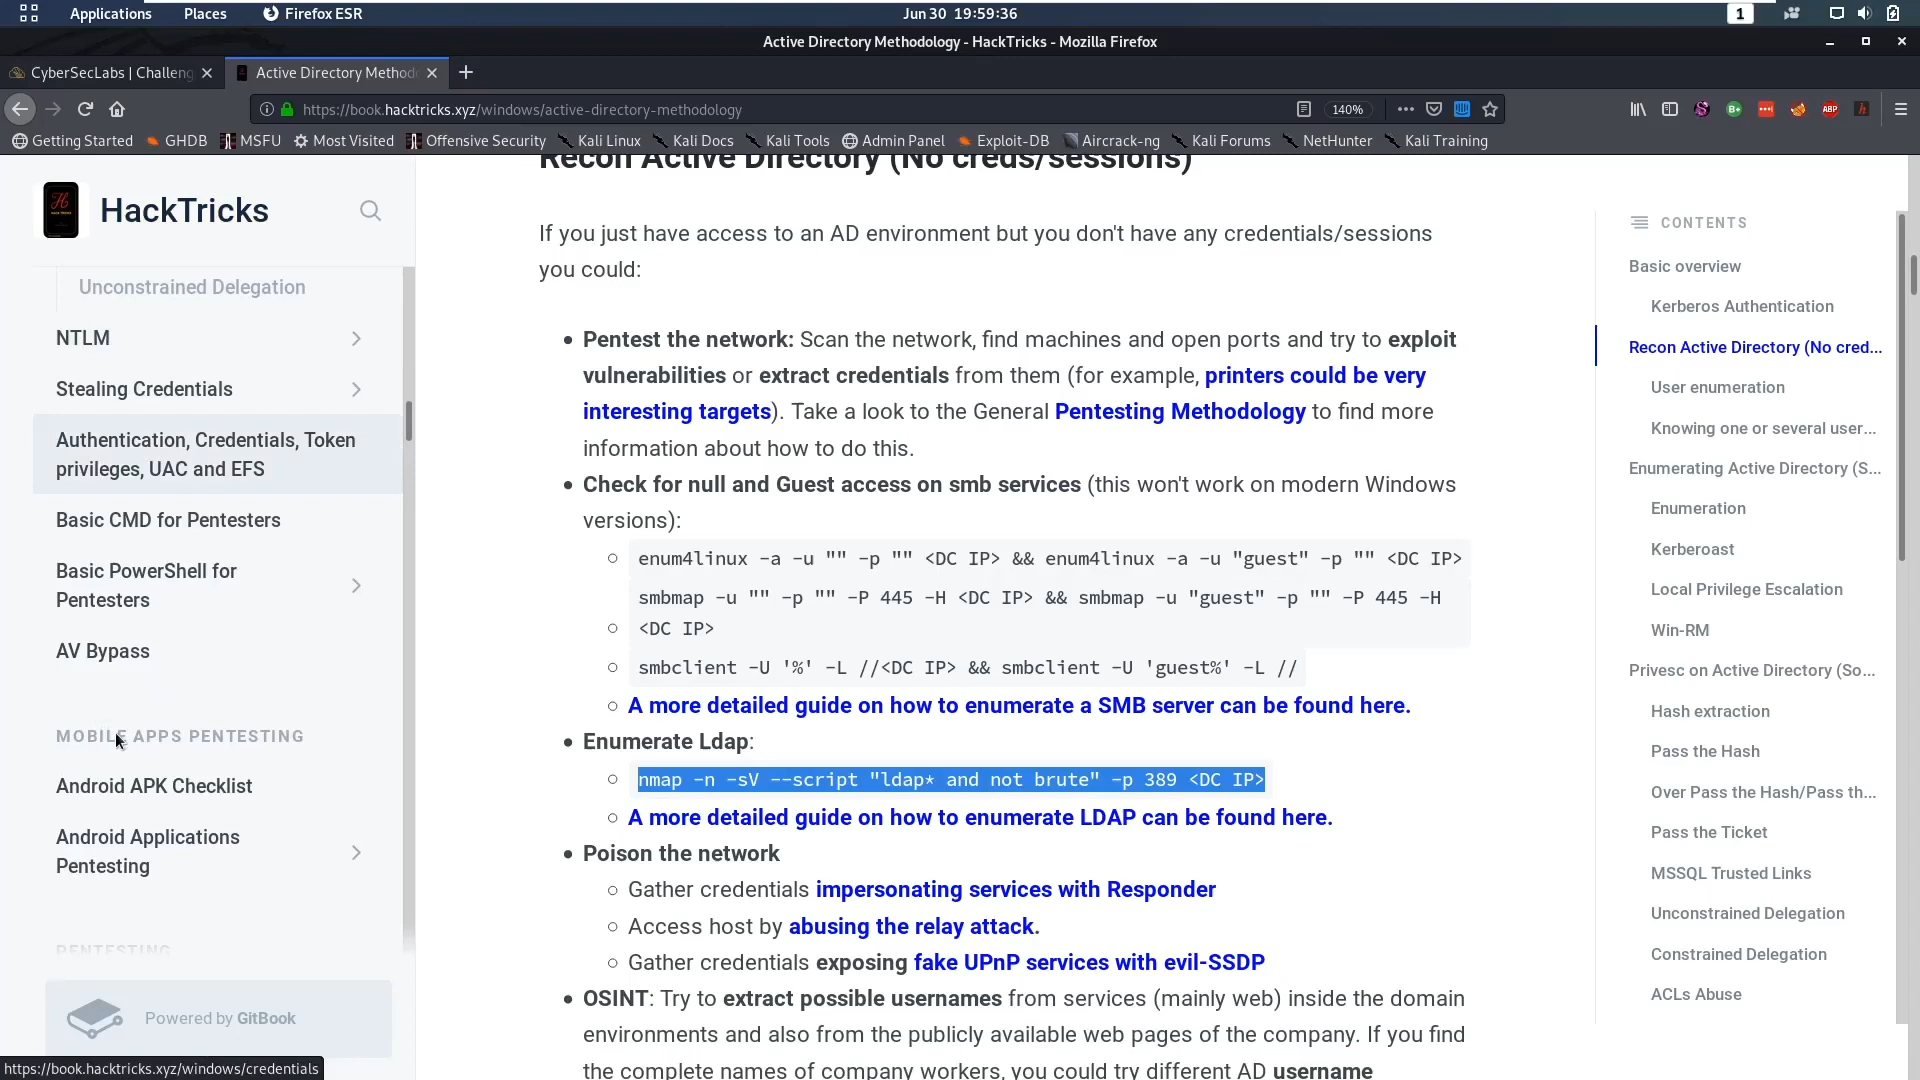 Applications Places Firefox ESR Jun 30 19:59:36 1
Active Directory Methodology - HackTricks - Mozilla Firefox
CyberSecLabs | Challeng Active Directory Method
https://book.hacktricks.xyz/windows/active-directory-methodology 140%
Getting Started GHDB MSFU Most Visited Offensive Security Kali Linux Kali Docs Kali Tools Admin Panel Exploit-DB Aircrack-ng Kali Forums NetHunter Kali Training
HackTricks
Unconstrained Delegation
NTLM
Stealing Credentials
Authentication, Credentials, Token
privileges, UAC and EFS
Basic CMD for Pentesters
Basic PowerShell for
Pentesters
AV Bypass
MOBILE APPS PENTESTING
Android APK Checklist
Android Applications
Pentesting
PENTESTING
Powered by GitBook
https://book.hacktricks.xyz/windows/credentials
Recon Active Directory (No creds/sessions)
If you just have access to an AD environment but you don't have any credentials/sessions
you could:
Pentest the network: Scan the network, find machines and open ports and try to exploit
vulnerabilities or extract credentials from them (for example, printers could be very
interesting targets). Take a look to the General Pentesting Methodology to find more
information about how to do this.
Check for null and Guest access on smb services (this won't work on modern Windows
versions):
enum4linux -a -u "" -p "" <DC IP> && enum4linux -a -u "guest" -p "" <DC IP>
smbmap -u "" -p "" -P 445 -H <DC IP> && smbmap -u "guest" -p "" -P 445 -H
<DC IP>
smbclient -U '%' -L //<DC IP> && smbclient -U 'guest%' -L //
A more detailed guide on how to enumerate a SMB server can be found here.
Enumerate Ldap:
nmap -n -sV --script "ldap* and not brute" -p 389 <DC IP>
A more detailed guide on how to enumerate LDAP can be found here.
Poison the network
Gather credentials impersonating services with Responder
Access host by abusing the relay attack.
Gather credentials exposing fake UPnP services with evil-SSDP
OSINT: Try to extract possible usernames from services (mainly web) inside the domain
environments and also from the publicly available web pages of the company. If you find
the complete names of company workers, you could try different AD username
CONTENTS
Basic overview
Kerberos Authentication
Recon Active Directory (No cred...
User enumeration
Knowing one or several user...
Enumerating Active Directory (S...
Enumeration
Kerberoast
Local Privilege Escalation
Win-RM
Privesc on Active Directory (So...
Hash extraction
Pass the Hash
Over Pass the Hash/Pass th...
Pass the Ticket
MSSQL Trusted Links
Unconstrained Delegation
Constrained Delegation
ACLs Abuse